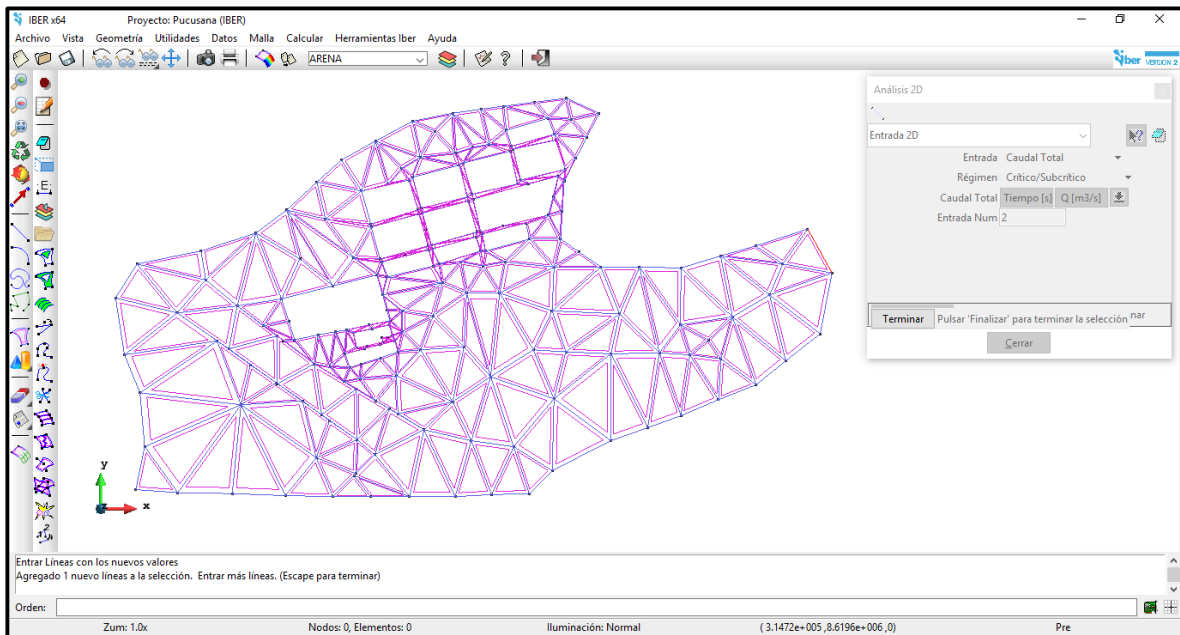 IBER x64 Proyecto: Pucusana (IBER)
Archivo Vista Geometría Utilidades Datos Malla Calcular Herramientas Iber Ayuda
ARENA
iber VERSION 2
Análisis 2D
Entrada 2D
Entrada Caudal Total
Régimen Crítico/Subcrítico
Caudal Total Tiempo [s] Q [m3/s]
Entrada Num 2
Terminar Pulsar 'Finalizar' para terminar la selección nar
Cerrar
y
x
z
Entrar Líneas con los nuevos valores
Agregado 1 nuevo líneas a la selección. Entrar más líneas. (Escape para terminar)
Orden:
Zum: 1.0x Nodos: 0, Elementos: 0 Iluminación: Normal ( 3.1472e+005 ,8.6196e+006 ,0) Pre